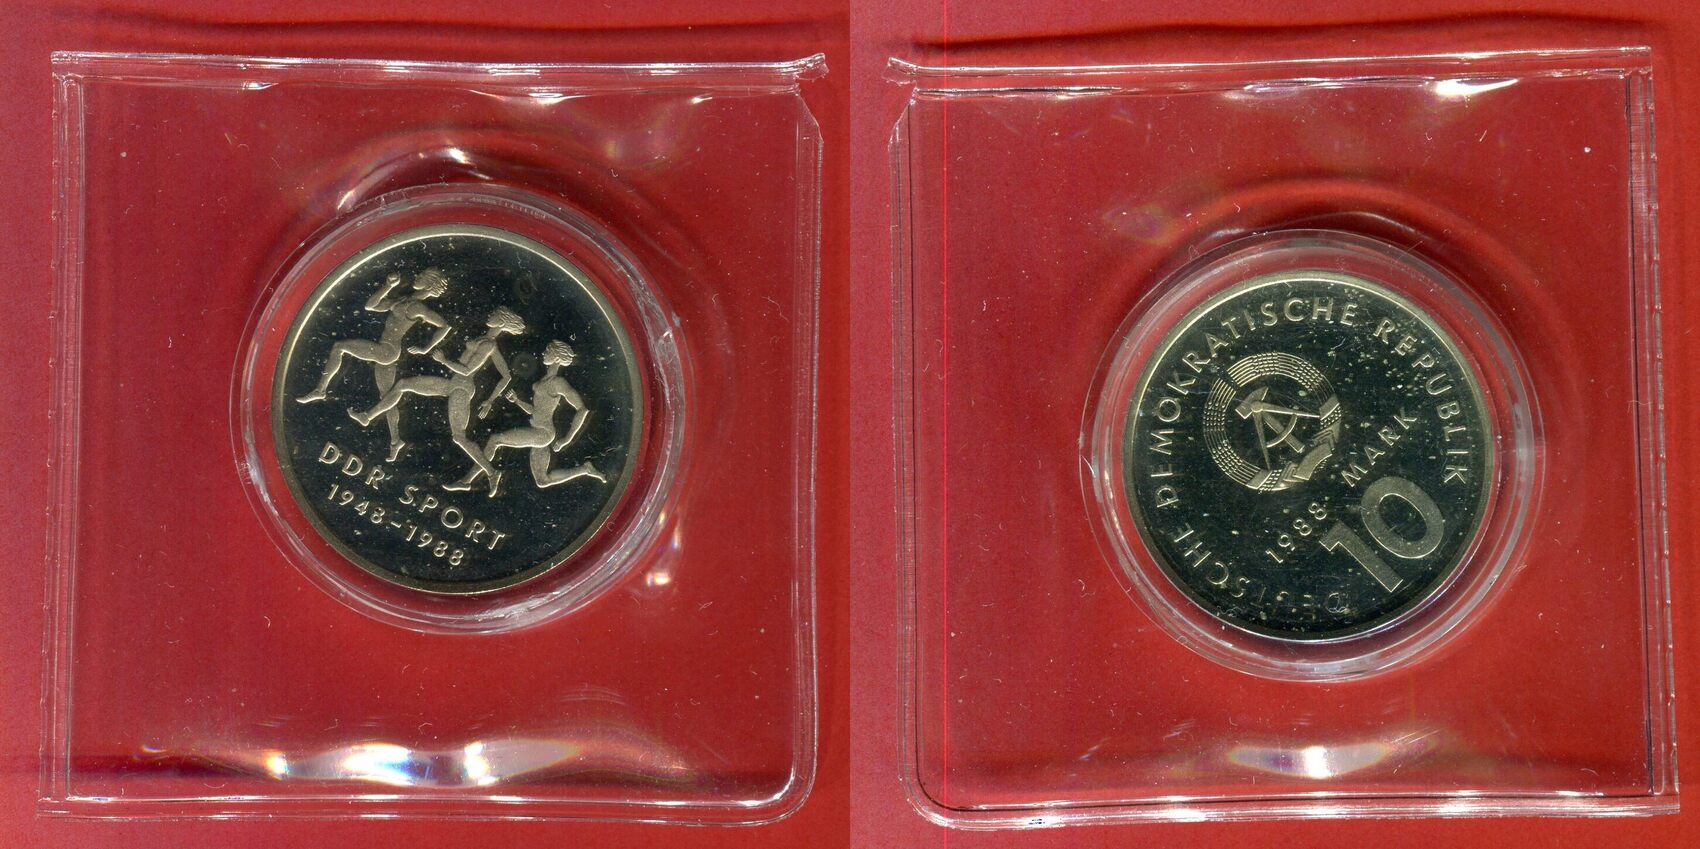 DDR SPORT
1948-1988
DEUTSCHE DEMOKRATISCHE REPUBLIK
1988
10
MARK